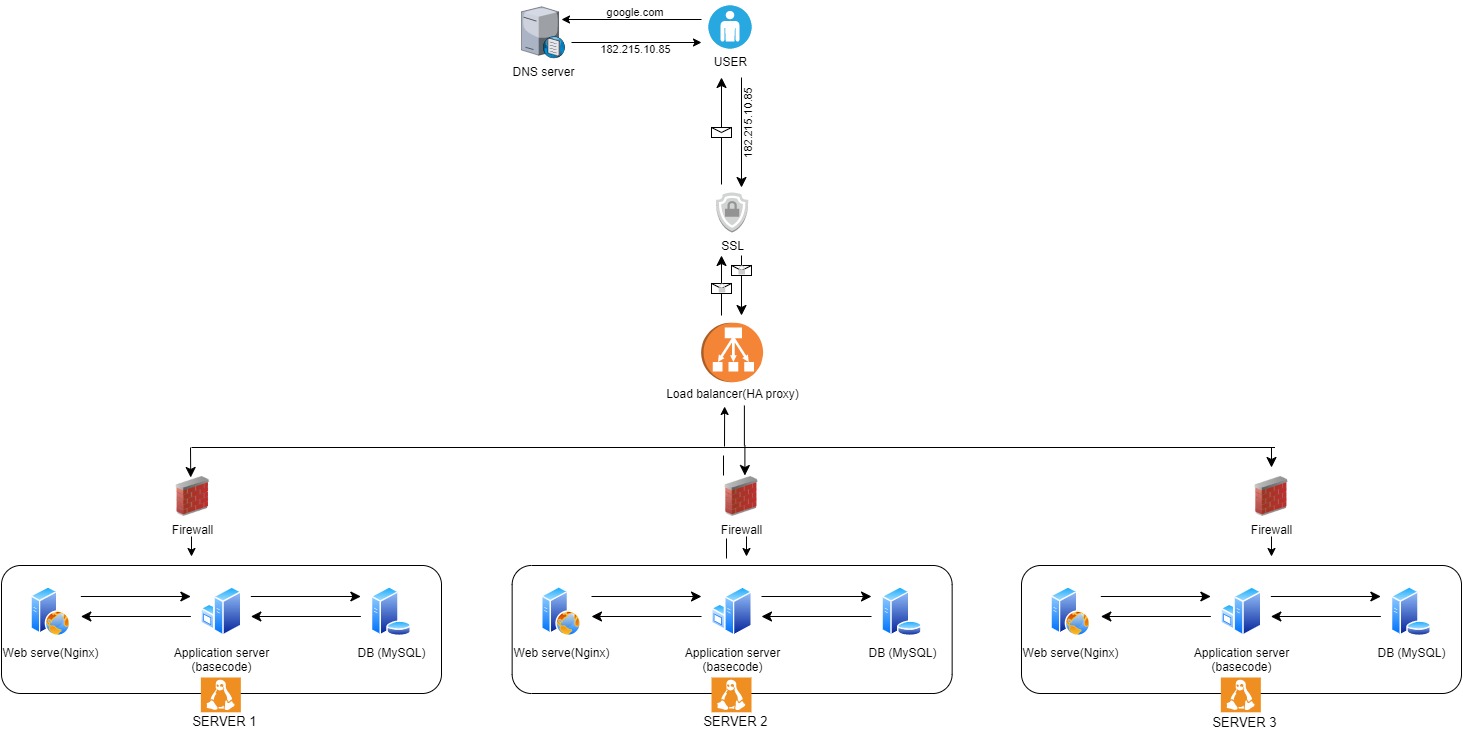 google.com
182.215.10.85
DNS server
USER
182.215.10.85
SSL
Load balancer(HA proxy)
Firewall
Firewall
Firewall
Web serve(Nginx)
Application server
(basecode)
DB (MySQL)
SERVER 1
Web serve(Nginx)
Application server
(basecode)
DB (MySQL)
SERVER 2
Web serve(Nginx)
Application server
(basecode)
DB (MySQL)
SERVER 3